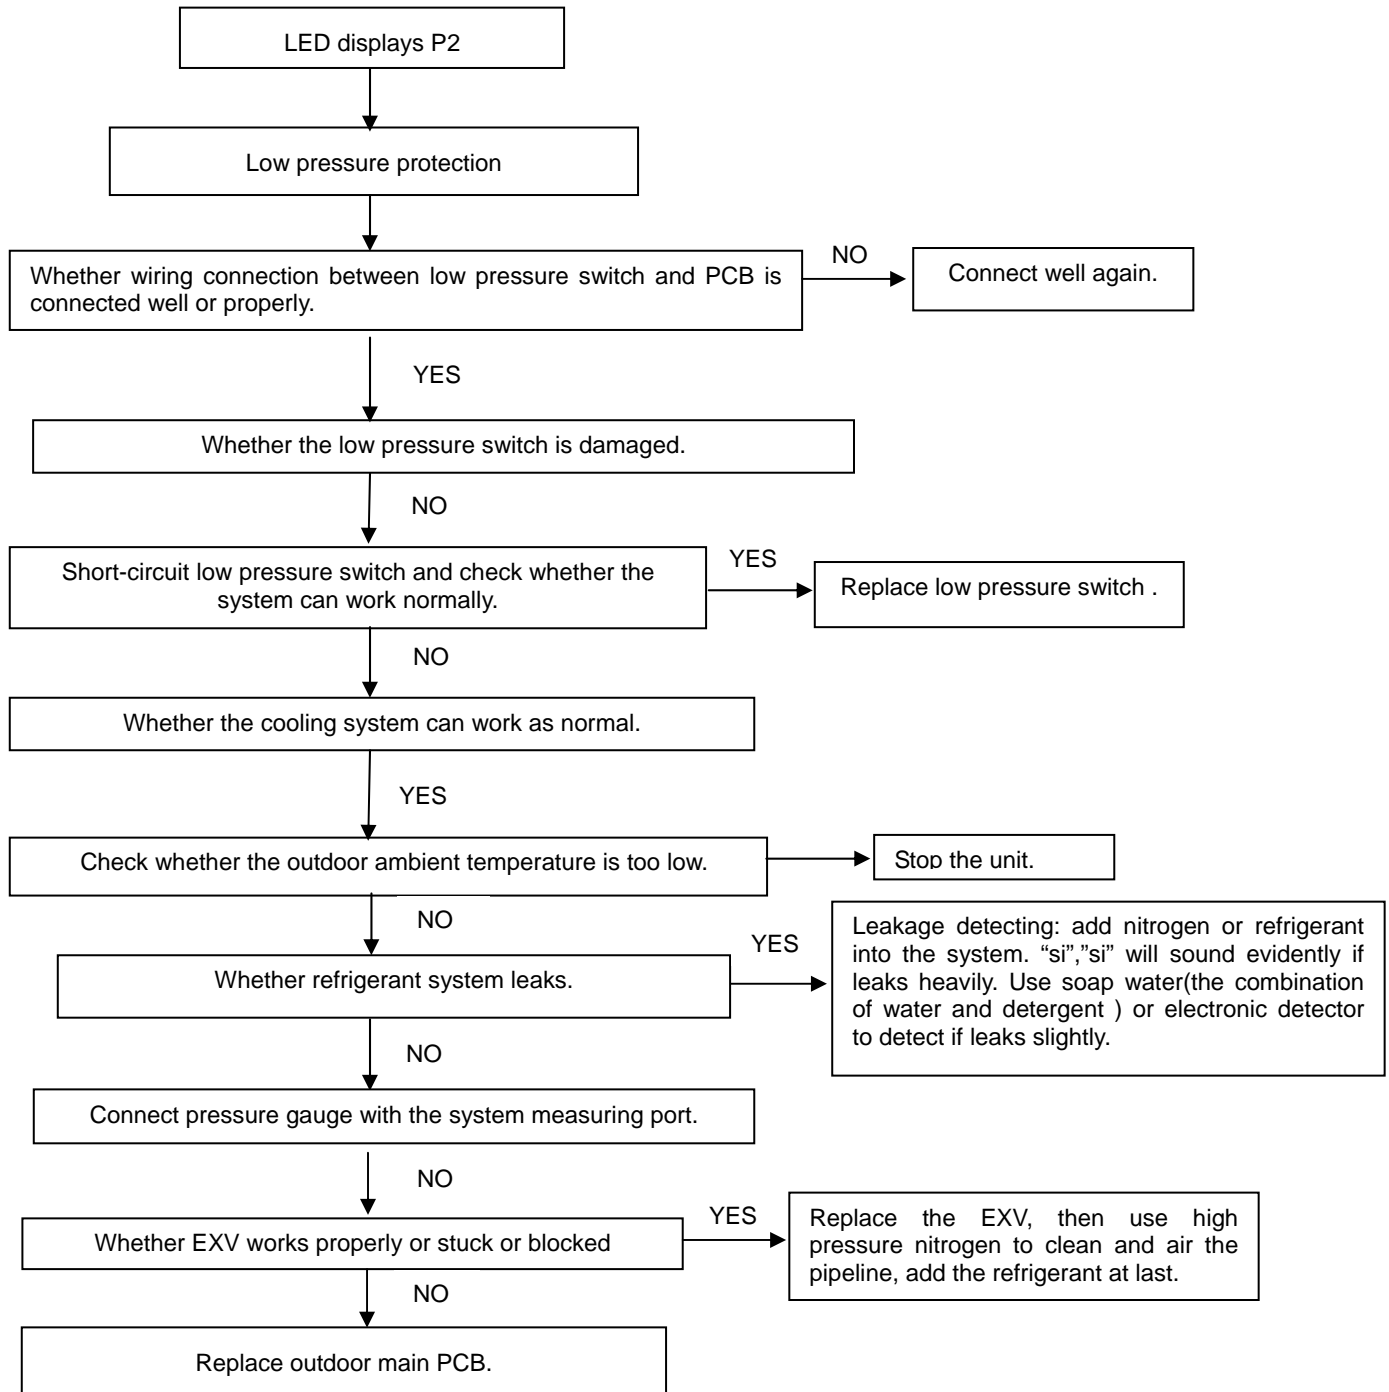 LED displays P2
Low pressure protection
NO
Whether wiring connection between low pressure switch and PCB is
connected well or properly.
Connect well again.
YES
Whether the low pressure switch is damaged.
NO
YES
Short-circuit low pressure switch and check whether the
system can work normally.
Replace low pressure switch .
NO
Whether the cooling system can work as normal.
YES
Check whether the outdoor ambient temperature is too low.
Stop the unit.
NO
YES
Whether refrigerant system leaks.
Leakage detecting: add nitrogen or refrigerant
into the system. “si”,”si” will sound evidently if
leaks heavily. Use soap water(the combination
of water and detergent ) or electronic detector
to detect if leaks slightly.
NO
Connect pressure gauge with the system measuring port.
NO
YES
Whether EXV works properly or stuck or blocked
Replace the EXV, then use high
pressure nitrogen to clean and air the
pipeline, add the refrigerant at last.
NO
Replace outdoor main PCB.